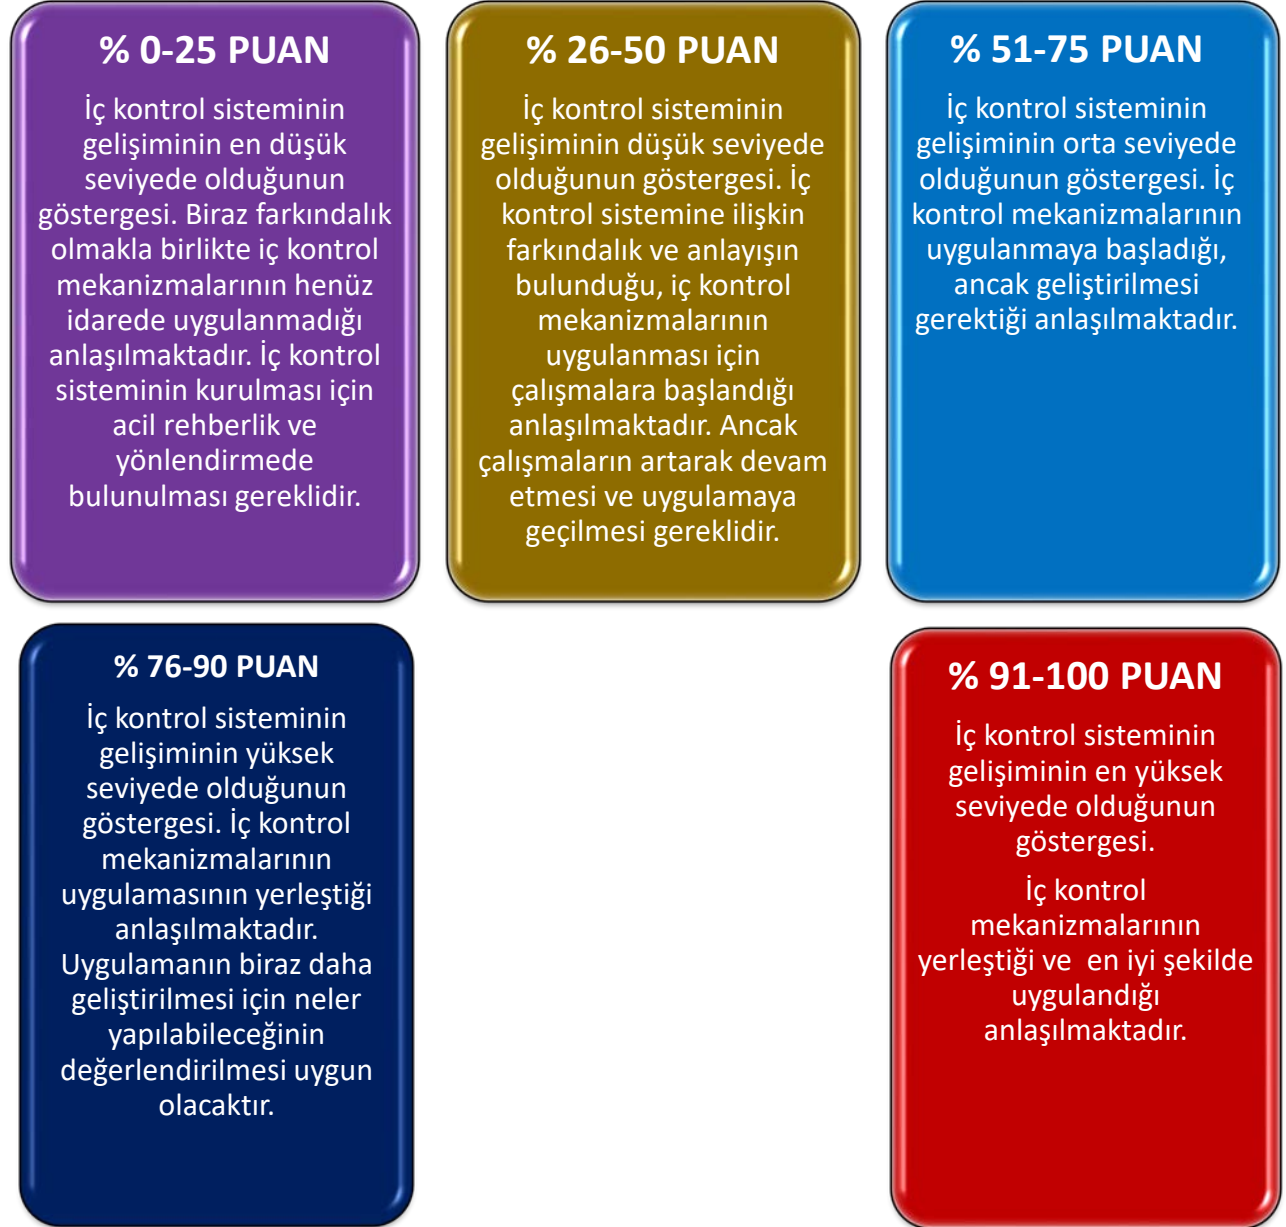 % 0-25 PUAN
İç kontrol sisteminin
gelişiminin en düşük
seviyede olduğunun
göstergesi. Biraz farkındalık
olmakla birlikte iç kontrol
mekanizmalarının henüz
idarede uygulanmadığı
anlaşılmaktadır. İç kontrol
sisteminin kurulması için
acil rehberlik ve
yönlendirmede
bulunulması gereklidir.
% 26-50 PUAN
İç kontrol sisteminin
gelişiminin düşük seviyede
olduğunun göstergesi. İç
kontrol sistemine ilişkin
farkındalık ve anlayışın
bulunduğu, iç kontrol
mekanizmalarının
uygulanması için
çalışmalara başlandığı
anlaşılmaktadır. Ancak
çalışmaların artarak devam
etmesi ve uygulamaya
geçilmesi gereklidir.
% 51-75 PUAN
İç kontrol sisteminin
gelişiminin orta seviyede
olduğunun göstergesi. İç
kontrol mekanizmalarının
uygulanmaya başladığı,
ancak geliştirilmesi
gerektiği anlaşılmaktadır.
% 76-90 PUAN
İç kontrol sisteminin
gelişiminin yüksek
seviyede olduğunun
göstergesi. İç kontrol
mekanizmalarının
uygulamasının yerleştiği
anlaşılmaktadır.
Uygulamanın biraz daha
geliştirilmesi için neler
yapılabileceğinin
değerlendirilmesi uygun
olacaktır.
% 91-100 PUAN
İç kontrol sisteminin
gelişiminin en yüksek
seviyede olduğunun
göstergesi.
İç kontrol
mekanizmalarının
yerleştiği ve  en iyi şekilde
uygulandığı
anlaşılmaktadır.